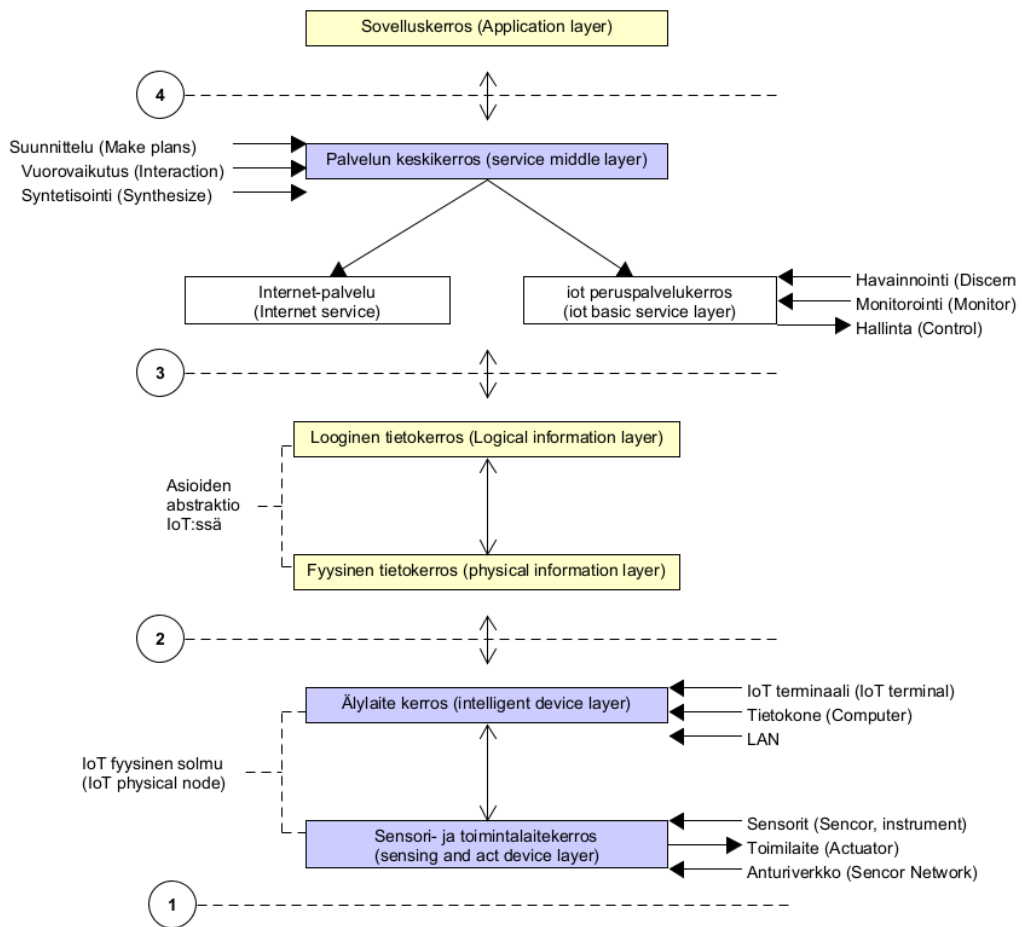 Sovelluskerros (Application layer)
4
Suunnittelu (Make plans)
Palvelun keskikerros (service middle layer)
Vuorovaikutus (Interaction)
Syntetisointi (Synthesize)
Internet-palvelu
(Internet service)
iot peruspalvelukerros
(iot basic service layer)
Havainnointi (Discern
Monitorointi (Monitor)
Hallinta (Control)
3
Looginen tietokerros (Logical information layer)
Asioiden
abstraktio
IoT:ssä
Fyysinen tietokerros (physical information layer)
2
Älylaite kerros (intelligent device layer)
IoT terminaali (IoT terminal)
Tietokone (Computer)
LAN
IoT fyysinen solmu
(IoT physical node)
Sensori- ja toimintalaitekerros
(sensing and act device layer)
Sensorit (Sencor, instrument)
Toimilaite (Actuator)
Anturiverkko (Sencor Network)
1